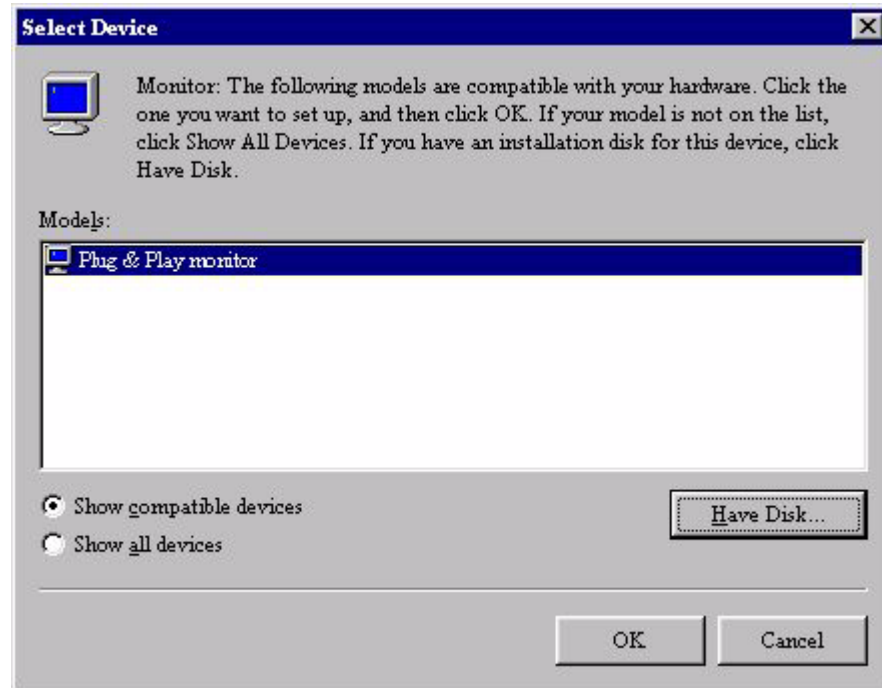 Select Device
Monitor: The following models are compatible with your hardware. Click the
one you want to set up, and then click OK. If your model is not on the list,
click Show All Devices. If you have an installation disk for this device, click
Have Disk.
Models:
Plug & Play monitor
Show compatible devices
Have Disk...
Show all devices
OK
Cancel